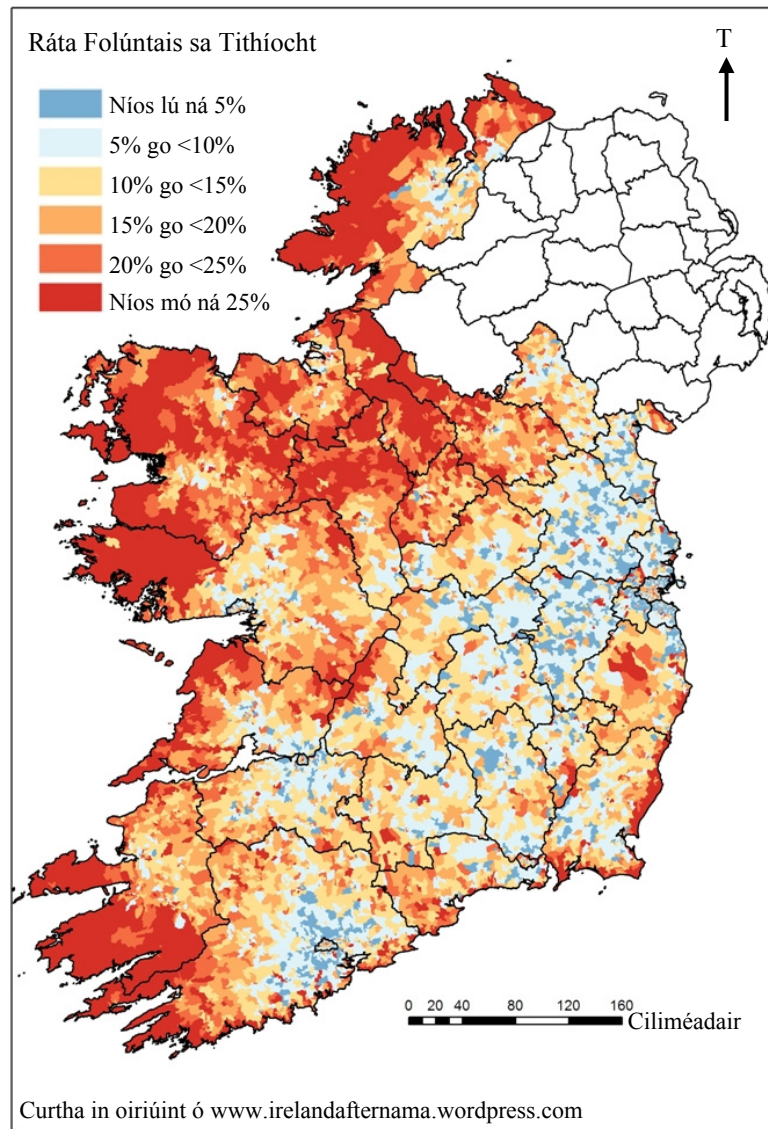 Ráta Folúntais sa Tithíocht
T
Níos lú ná 5%
5% go <10%
10% go <15%
15% go <20%
20% go <25%
Níos mó ná 25%
0 20 40 80 120 160
Ciliméadair
Curtha in oiriúint ó www.irelandafternama.wordpress.com